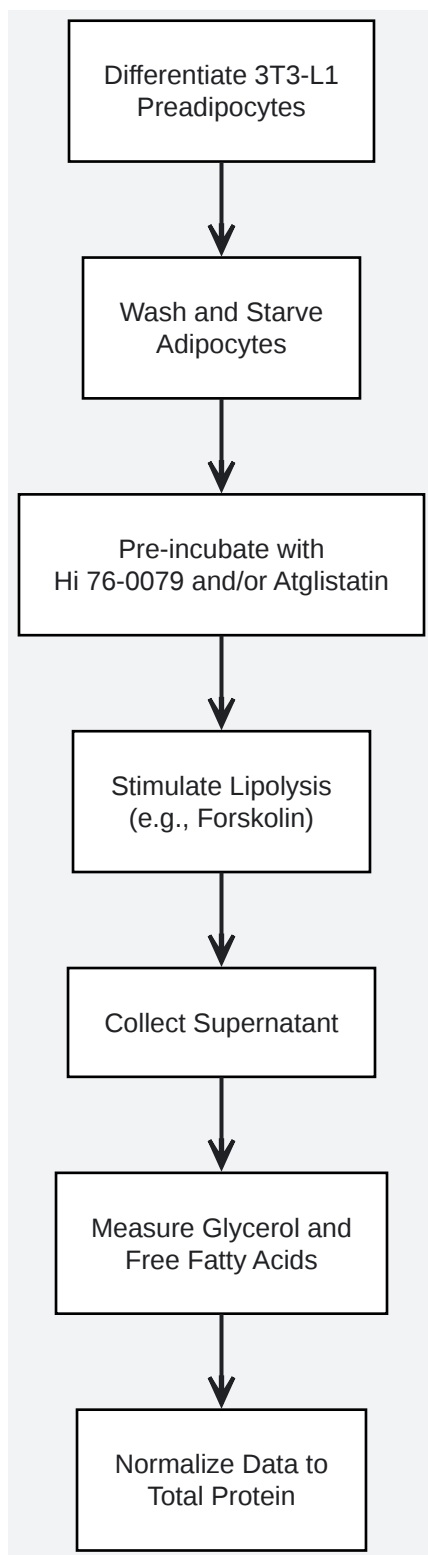 Differentiate 3T3-L1
Preadipocytes
Wash and Starve
Adipocytes
Pre-incubate with
Hi 76-0079 and/or Atglistatin
Stimulate Lipolysis
(e.g., Forskolin)
Collect Supernatant
Measure Glycerol and
Free Fatty Acids
Normalize Data to
Total Protein